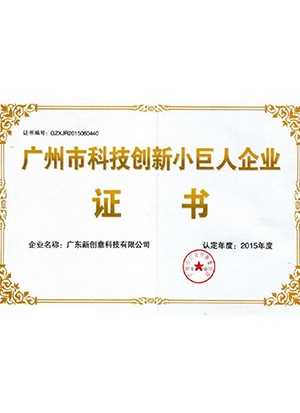 证书编号：GZXJR2015060440
广州市科技创新小巨人企业
证 书
企业名称：广东新创意科技有限公司
认定年度：2015年度